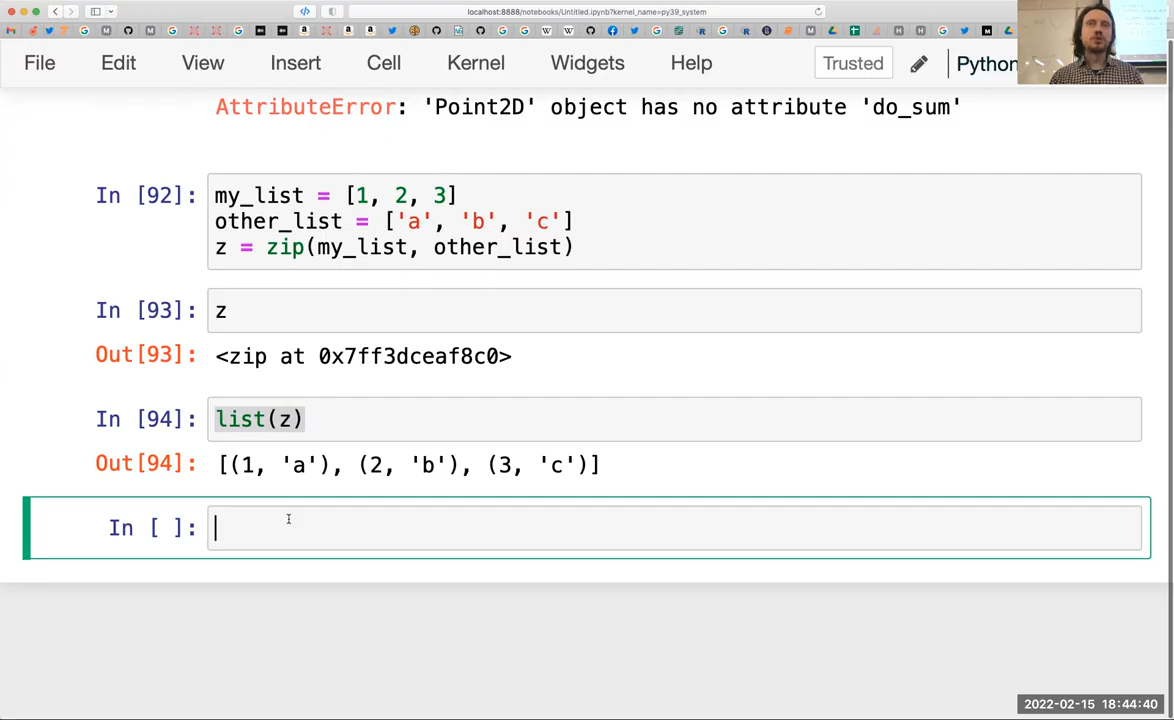 localhost:8888/notebooks/Untitled.ipynb?kernel_name=py39_system
File Edit View Insert Cell Kernel Widgets Help Trusted Python
AttributeError: 'Point2D' object has no attribute 'do_sum'
In [92]: my_list = [1, 2, 3]
other_list = ['a', 'b', 'c']
z = zip(my_list, other_list)
In [93]: z
Out[93]: <zip at 0x7ff3dceaf8c0>
In [94]: list(z)
Out[94]: [(1, 'a'), (2, 'b'), (3, 'c')]
In [ ]:
2022-02-15 18:44:40